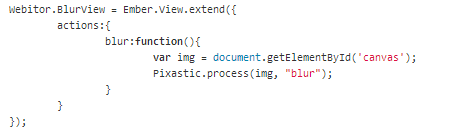 Webitor.BlurView = Ember.View.extend({
        actions:{
                blur:function(){
                        var img = document.getElementById('canvas');
                        Pixastic.process(img, "blur");
                }
        }
});